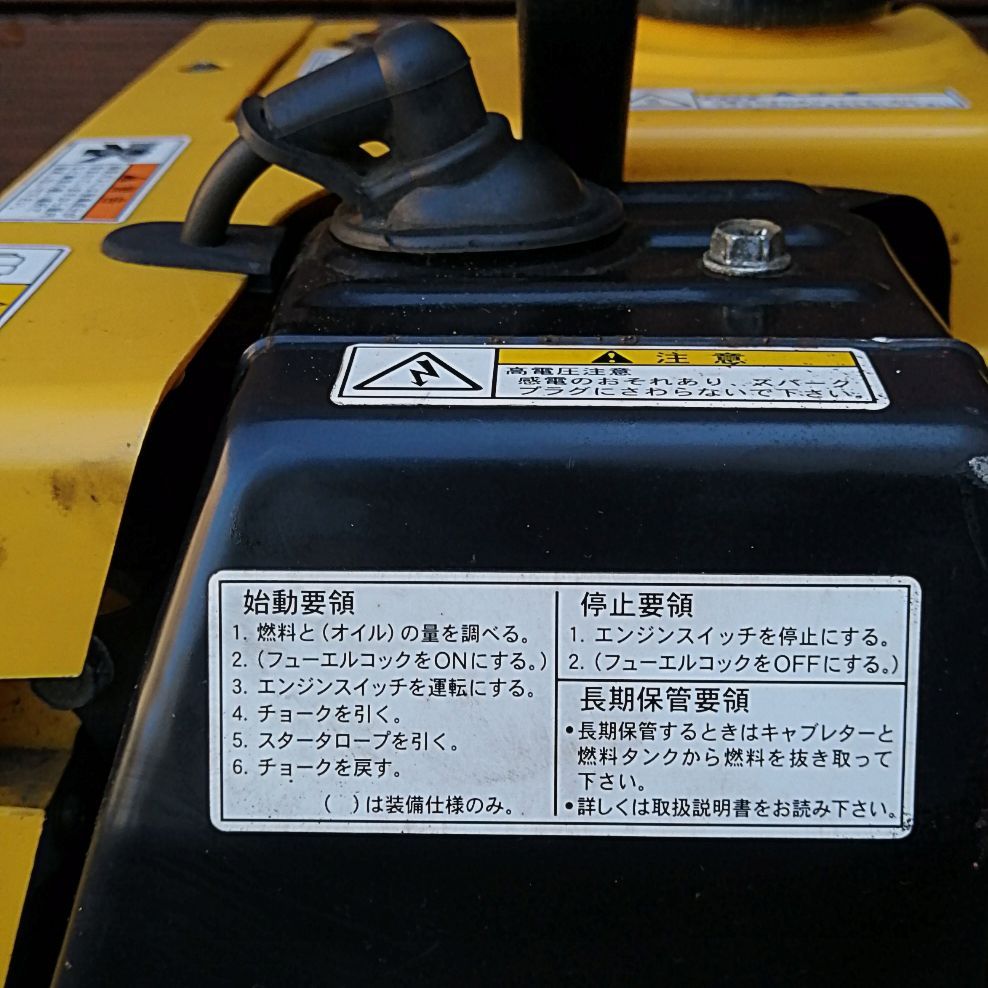 注意
高電圧注意
感電のおそれあり、スパーク
プラグにさわらないで下さい。
始動要領
1. 燃料と(オイル)の量を調べる。
2. (フューエルコックをONにする。)
3. エンジンスイッチを運転にする。
4. チョークを引く。
5. スタータロープを引く。
6. チョークを戻す。
( )は装備仕様のみ。
停止要領
1. エンジンスイッチを停止にする。
2. (フューエルコックをOFFにする。)
長期保管要領
•長期保管するときはキャブレターと
燃料タンクから燃料を抜き取って
下さい。
•詳しくは取扱説明書をお読み下さい。